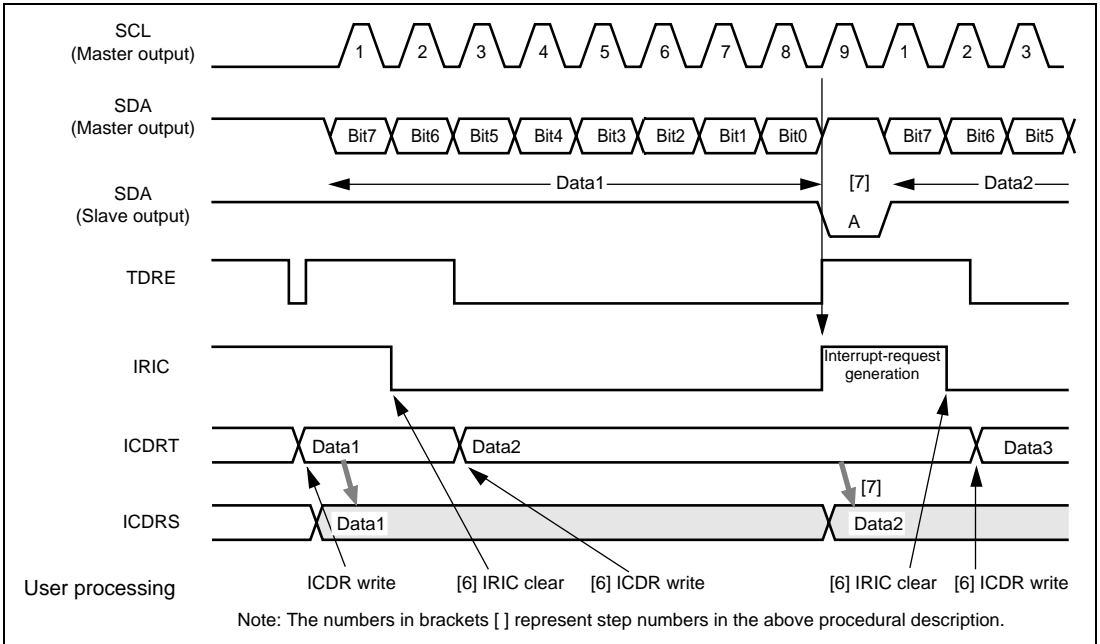 SCL
(Master output)
1 2 3 4 5 6 7 8 9 1 2 3
SDA
(Master output)
Bit7 Bit6 Bit5 Bit4 Bit3 Bit2 Bit1 Bit0 Bit7 Bit6 Bit5
Data1 [7] Data2
SDA
(Slave output)
A
TDRE
IRIC
Interrupt-request
generation
ICDRT
Data1 Data2 Data3
[7]
ICDRS
Data1 Data2
User processing
ICDR write [6] IRIC clear [6] ICDR write [6] IRIC clear [6] ICDR write
Note: The numbers in brackets [ ] represent step numbers in the above procedural description.